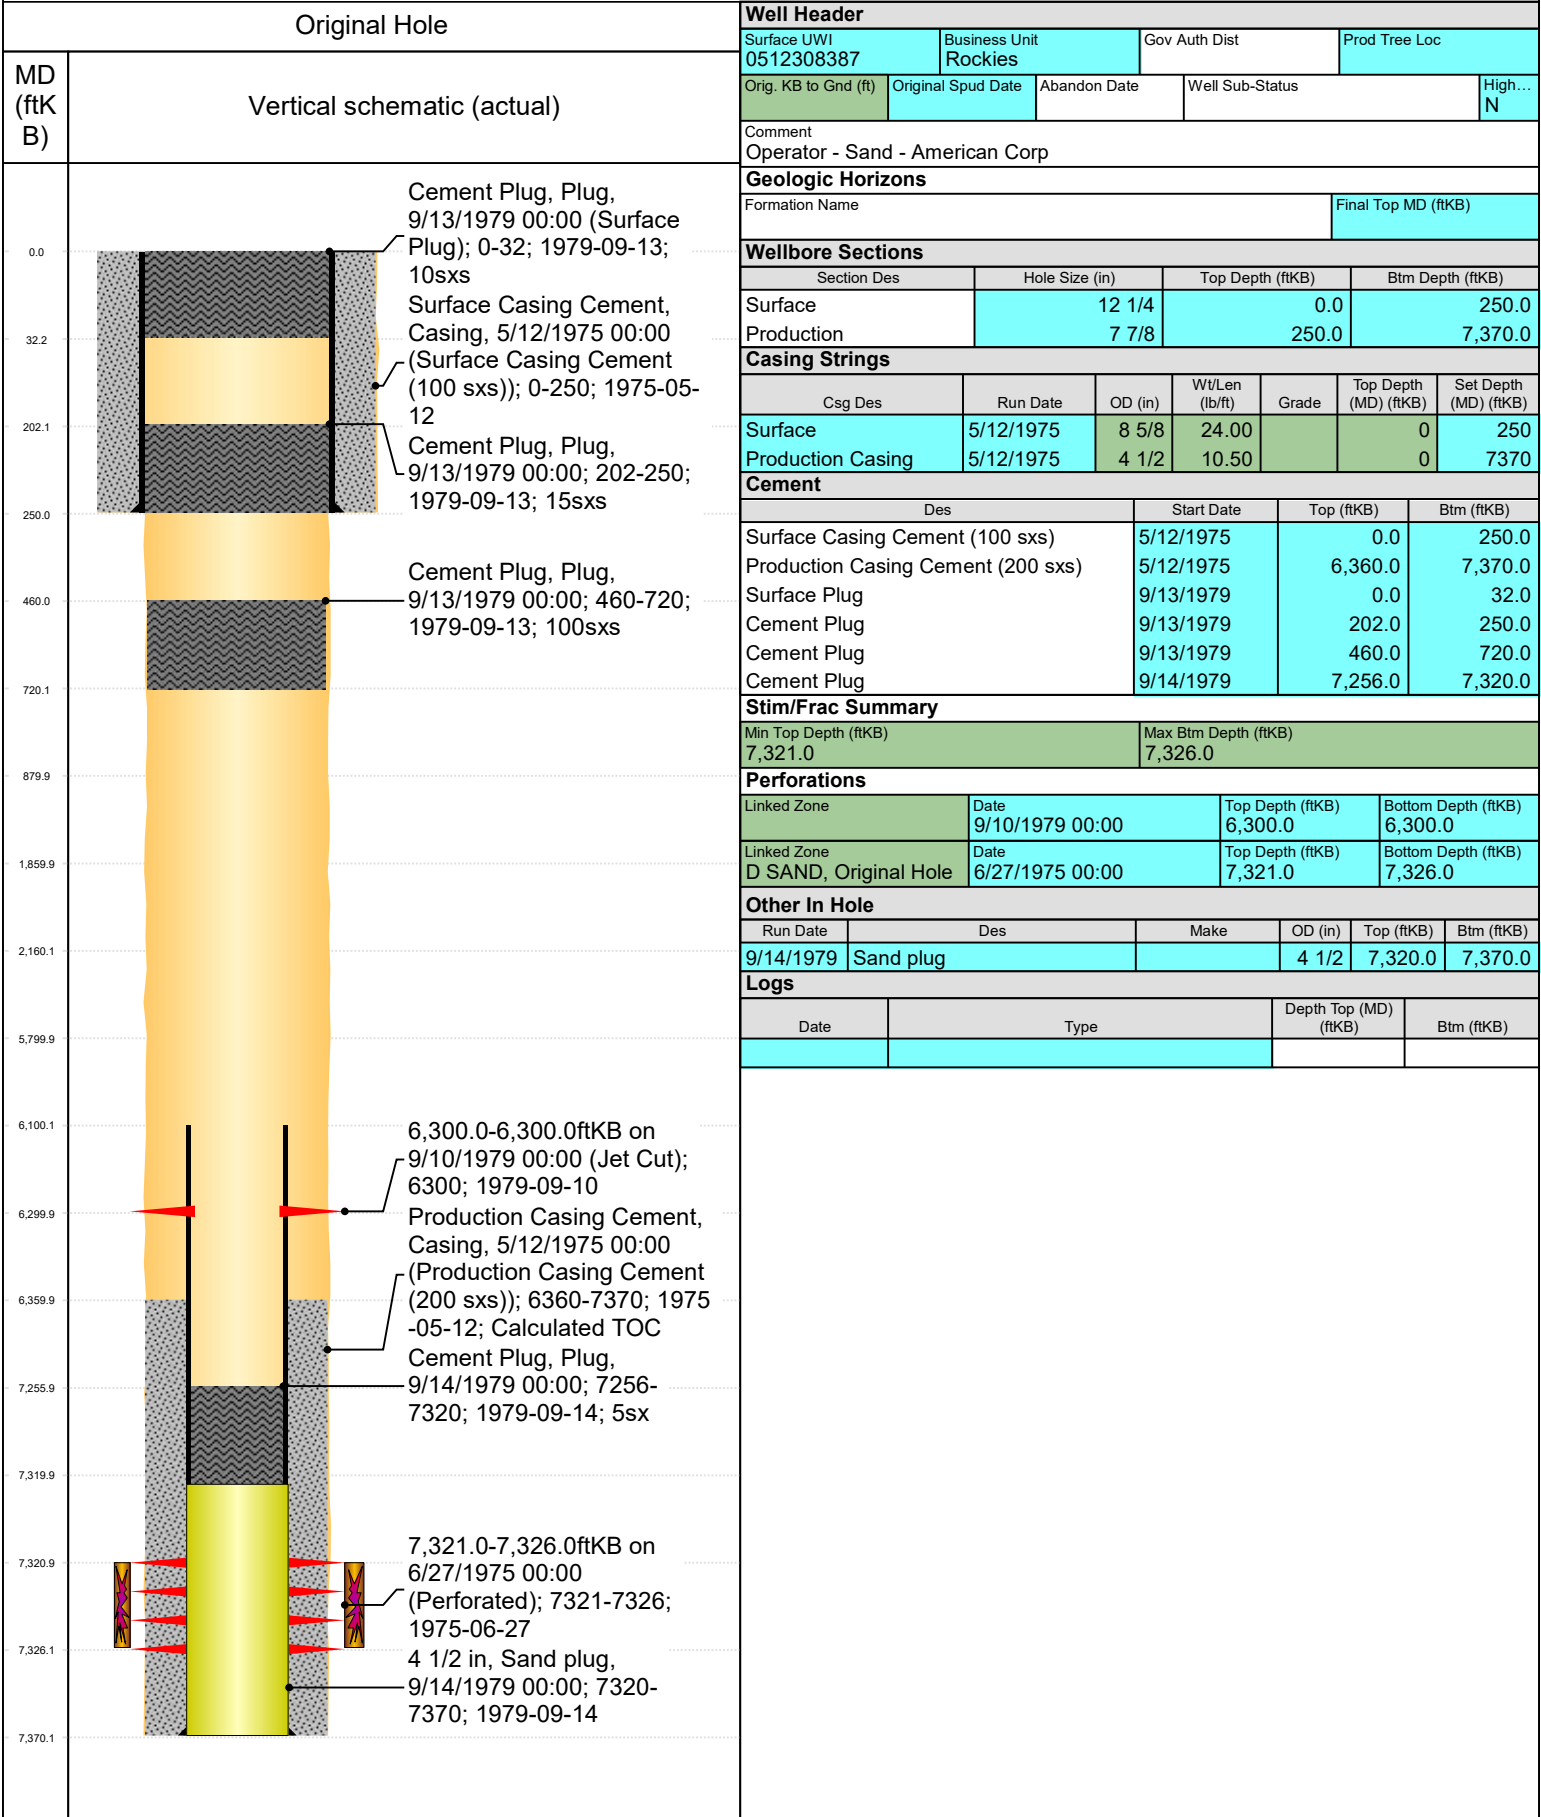 Original Hole
MD
(ftK
B)
Vertical schematic (actual)
0.0
32.2
202.1
250.0
460.0
720.1
879.9
1,859.9
2,160.1
5,799.9
6,100.1
6,299.9
6,359.9
7,255.9
7,319.9
7,320.9
7,326.1
7,370.1
Cement Plug, Plug,
9/13/1979 00:00 (Surface
Plug); 0-32; 1979-09-13;
10sxs
Surface Casing Cement,
Casing, 5/12/1975 00:00
(Surface Casing Cement
(100 sxs)); 0-250; 1975-05-
12
Cement Plug, Plug,
9/13/1979 00:00; 202-250;
1979-09-13; 15sxs
Cement Plug, Plug,
9/13/1979 00:00; 460-720;
1979-09-13; 100sxs
6,300.0-6,300.0ftKB on
9/10/1979 00:00 (Jet Cut);
6300; 1979-09-10
Production Casing Cement,
Casing, 5/12/1975 00:00
(Production Casing Cement
(200 sxs)); 6360-7370; 1975
-05-12; Calculated TOC
Cement Plug, Plug,
9/14/1979 00:00; 7256-
7320; 1979-09-14; 5sx
7,321.0-7,326.0ftKB on
6/27/1975 00:00
(Perforated); 7321-7326;
1975-06-27
4 1/2 in, Sand plug,
9/14/1979 00:00; 7320-
7370; 1979-09-14
Well Header
Surface UWI Business Unit Gov Auth Dist Prod Tree Loc
0512308387 Rockies
Orig. KB to Gnd (ft) Original Spud Date Abandon Date Well Sub-Status High...
N
Comment
Operator - Sand - American Corp
Geologic Horizons
Formation Name Final Top MD (ftKB)
Wellbore Sections
Section Des Hole Size (in) Top Depth (ftKB) Btm Depth (ftKB)
Surface 12 1/4 0.0 250.0
Production 7 7/8 250.0 7,370.0
Casing Strings
Csg Des Run Date OD (in) Wt/Len (lb/ft) Grade Top Depth (MD) (ftKB) Set Depth (MD) (ftKB)
Surface 5/12/1975 8 5/8 24.00 0 250
Production Casing 5/12/1975 4 1/2 10.50 0 7370
Cement
Des Start Date Top (ftKB) Btm (ftKB)
Surface Casing Cement (100 sxs) 5/12/1975 0.0 250.0
Production Casing Cement (200 sxs) 5/12/1975 6,360.0 7,370.0
Surface Plug 9/13/1979 0.0 32.0
Cement Plug 9/13/1979 202.0 250.0
Cement Plug 9/13/1979 460.0 720.0
Cement Plug 9/14/1979 7,256.0 7,320.0
Stim/Frac Summary
Min Top Depth (ftKB) Max Btm Depth (ftKB)
7,321.0 7,326.0
Perforations
Linked Zone Date Top Depth (ftKB) Bottom Depth (ftKB)
9/10/1979 00:00 6,300.0 6,300.0
Linked Zone Date Top Depth (ftKB) Bottom Depth (ftKB)
D SAND, Original Hole 6/27/1975 00:00 7,321.0 7,326.0
Other In Hole
Run Date Des Make OD (in) Top (ftKB) Btm (ftKB)
9/14/1979 Sand plug 4 1/2 7,320.0 7,370.0
Logs
Date Type Depth Top (MD) (ftKB) Btm (ftKB)